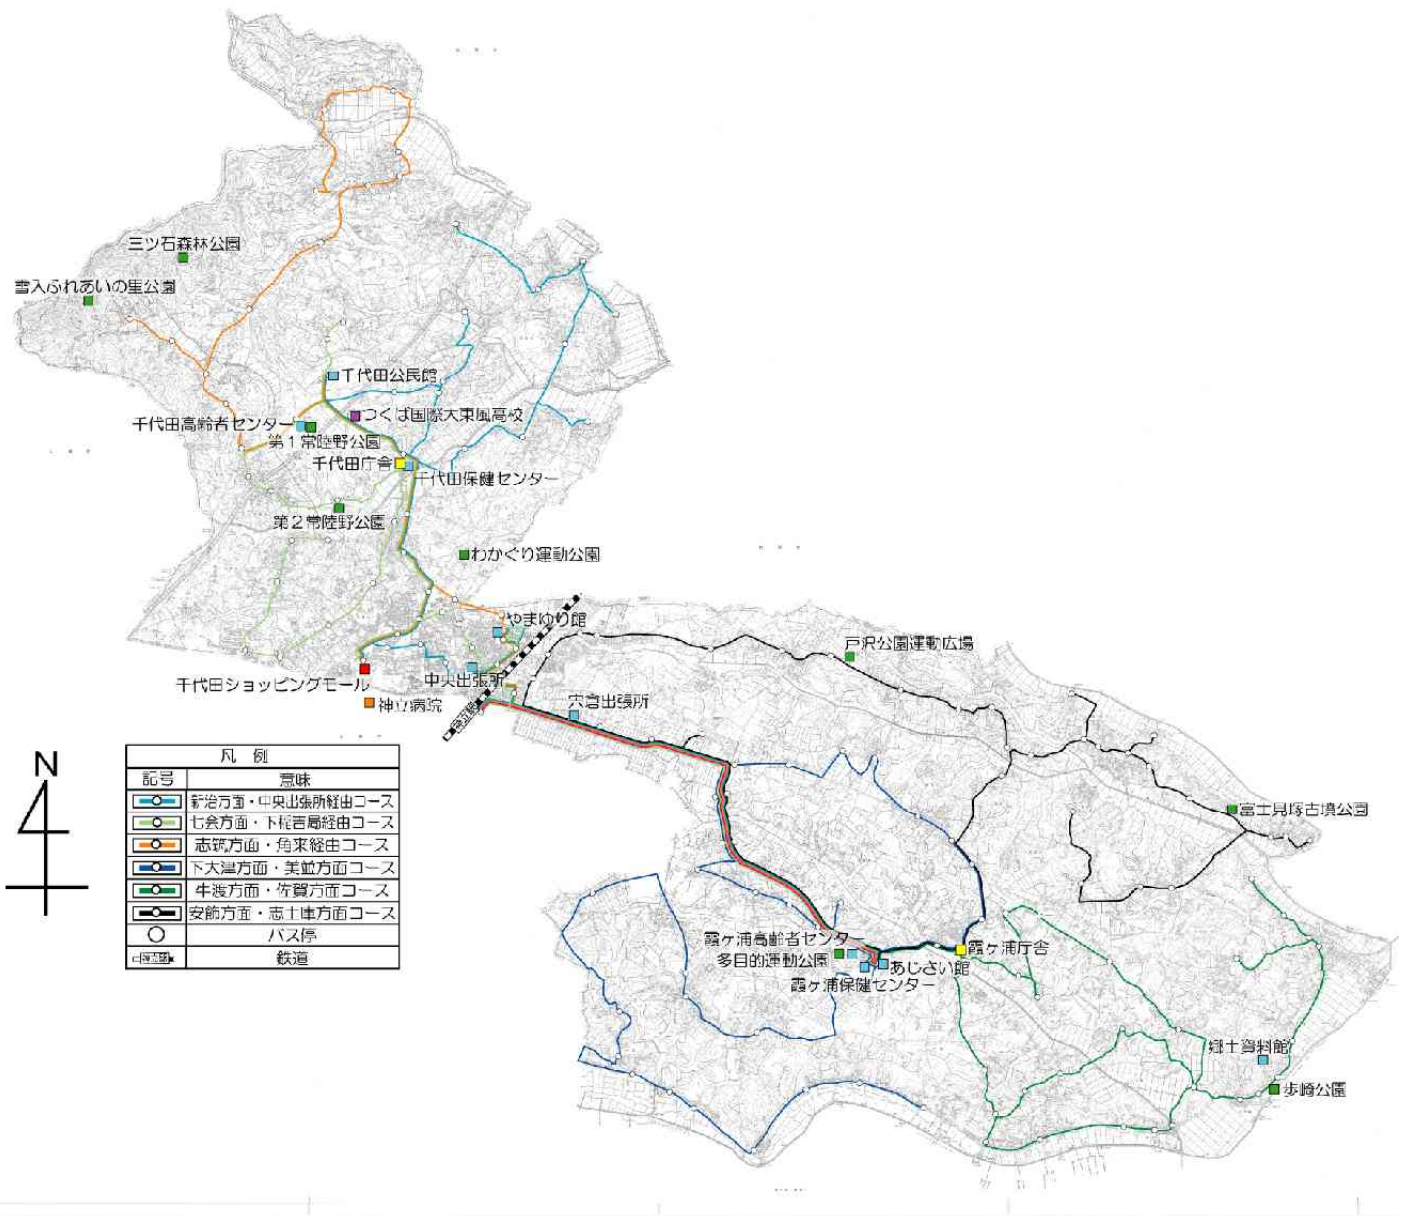 三ツ石森林公園
雪入ふれあいの里公園
千代田公民館
つくば国際大東風高校
千代田高齢者センター
第1常陸野公園
千代田庁舎
千代田保健センター
第2常陸野公園
わかぐり運動公園
やまゆり館
戸沢公園運動広場
千代田ショッピングモール
中央出張所
神立病院
宍倉出張所
神立駅
N
凡 例
記号
意味
新治方面・中央出張所経由コース
七会方面・下稲吉局経由コース
志筑方面・角来経由コース
下大津方面・美並方面コース
牛渡方面・佐賀方面コース
安飾方面・志士庫方面コース
バス停
鉄道
富士見塚古墳公園
霞ヶ浦高齢者センター
多目的運動公園
あじさい館
霞ヶ浦庁舎
霞ヶ浦保健センター
郷土資料館
歩崎公園